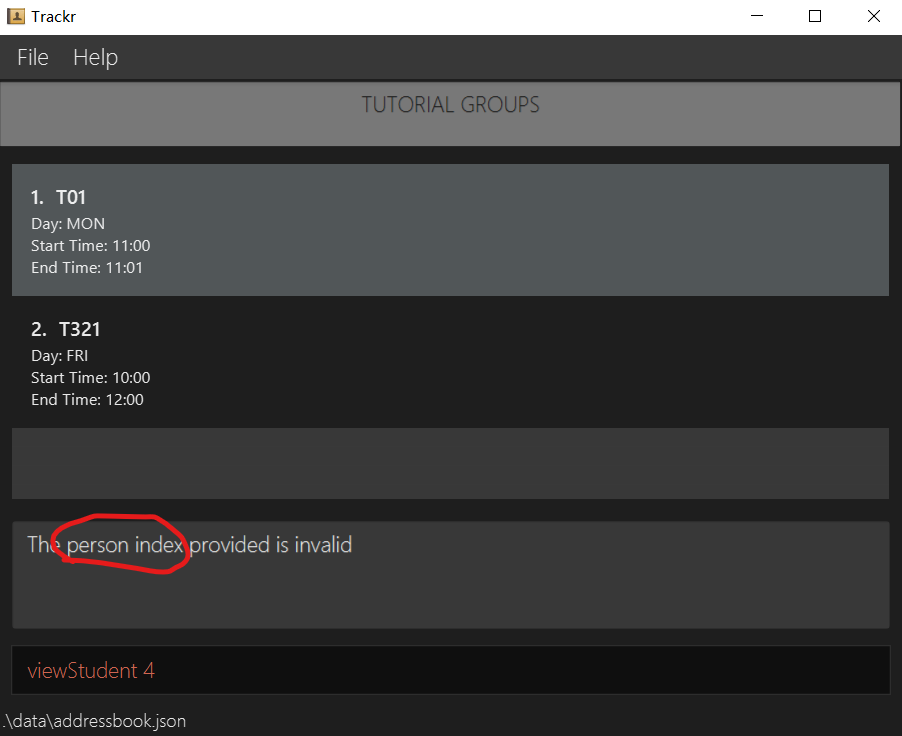 Trackr
File Help
TUTORIAL GROUPS
1. T01
Day: MON
Start Time: 11:00
End Time: 11:01
2. T321
Day: FRI
Start Time: 10:00
End Time: 12:00
The person index provided is invalid
viewStudent 4
.\data\addressbook.json